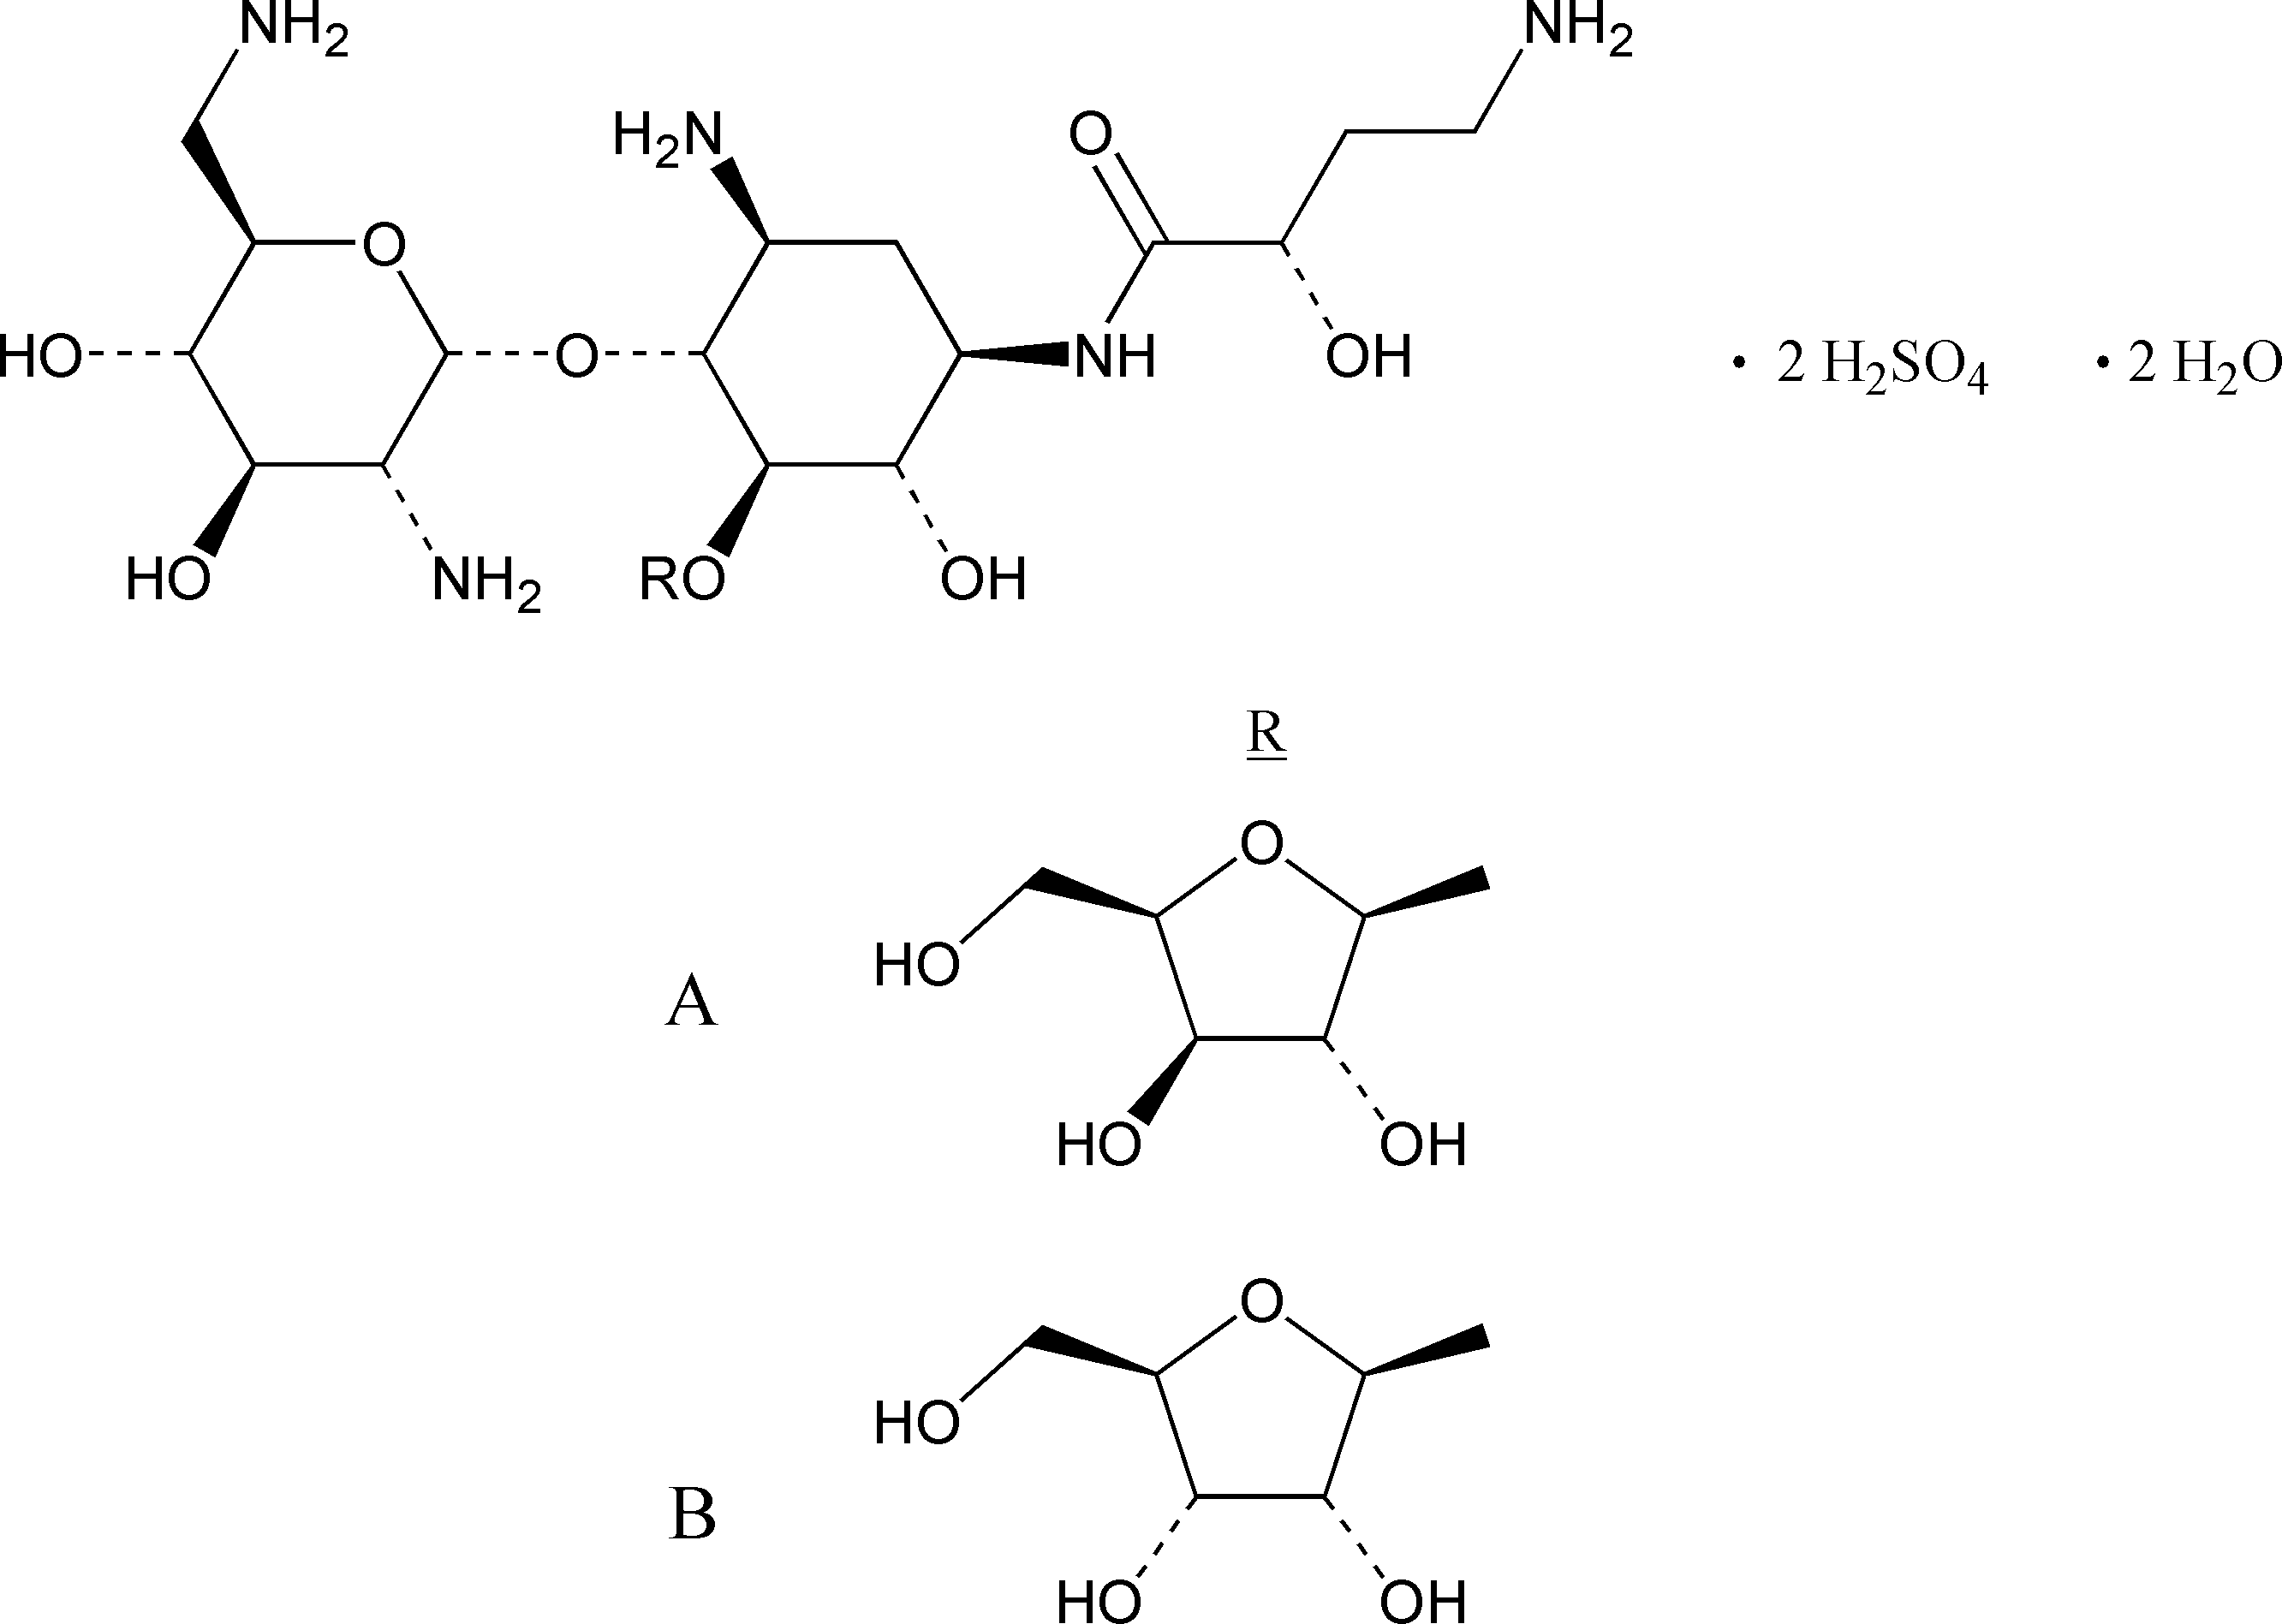 NH2 NH2
H2N O
O
HO O NH OH · 2 H2SO4 · 2 H2O
HO NH2 RO OH
R
O
HO
A
HO OH
O
HO
B
HO OH